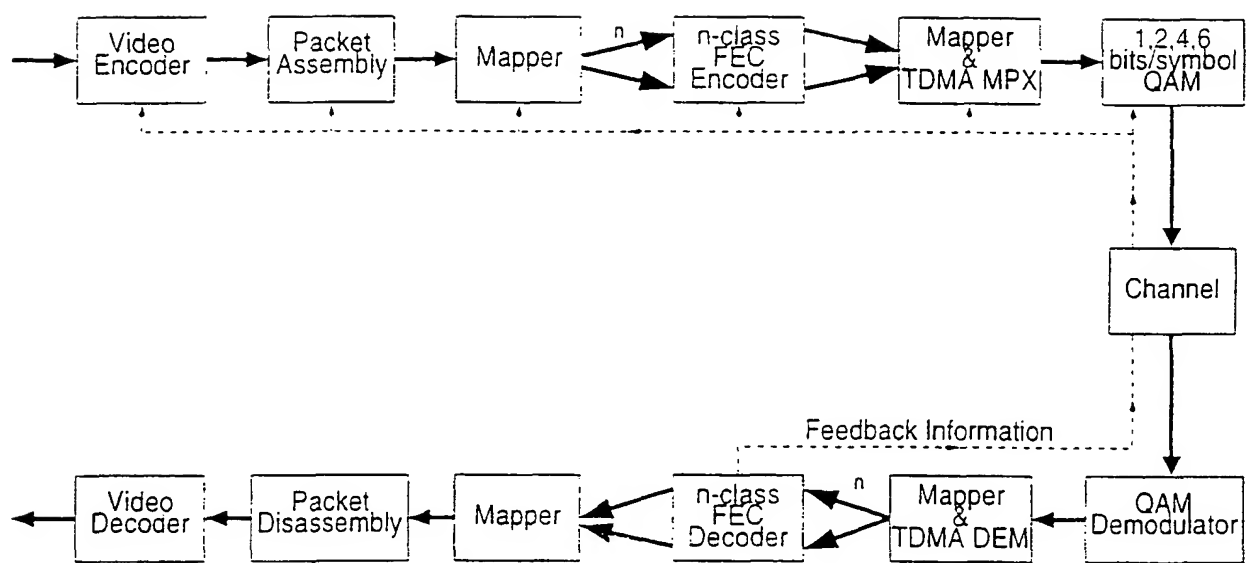 Video
Encoder
Packet
Assembly
Mapper
n
n-class
FEC
Encoder
Mapper
&
TDMA MPX
1,2,4,6
bits/symbol
QAM
Channel
Feedback Information
Video
Decoder
Packet
Disassembly
Mapper
n-class
FEC
Decoder
n
Mapper
&
TDMA DEM
QAM
Demodulator